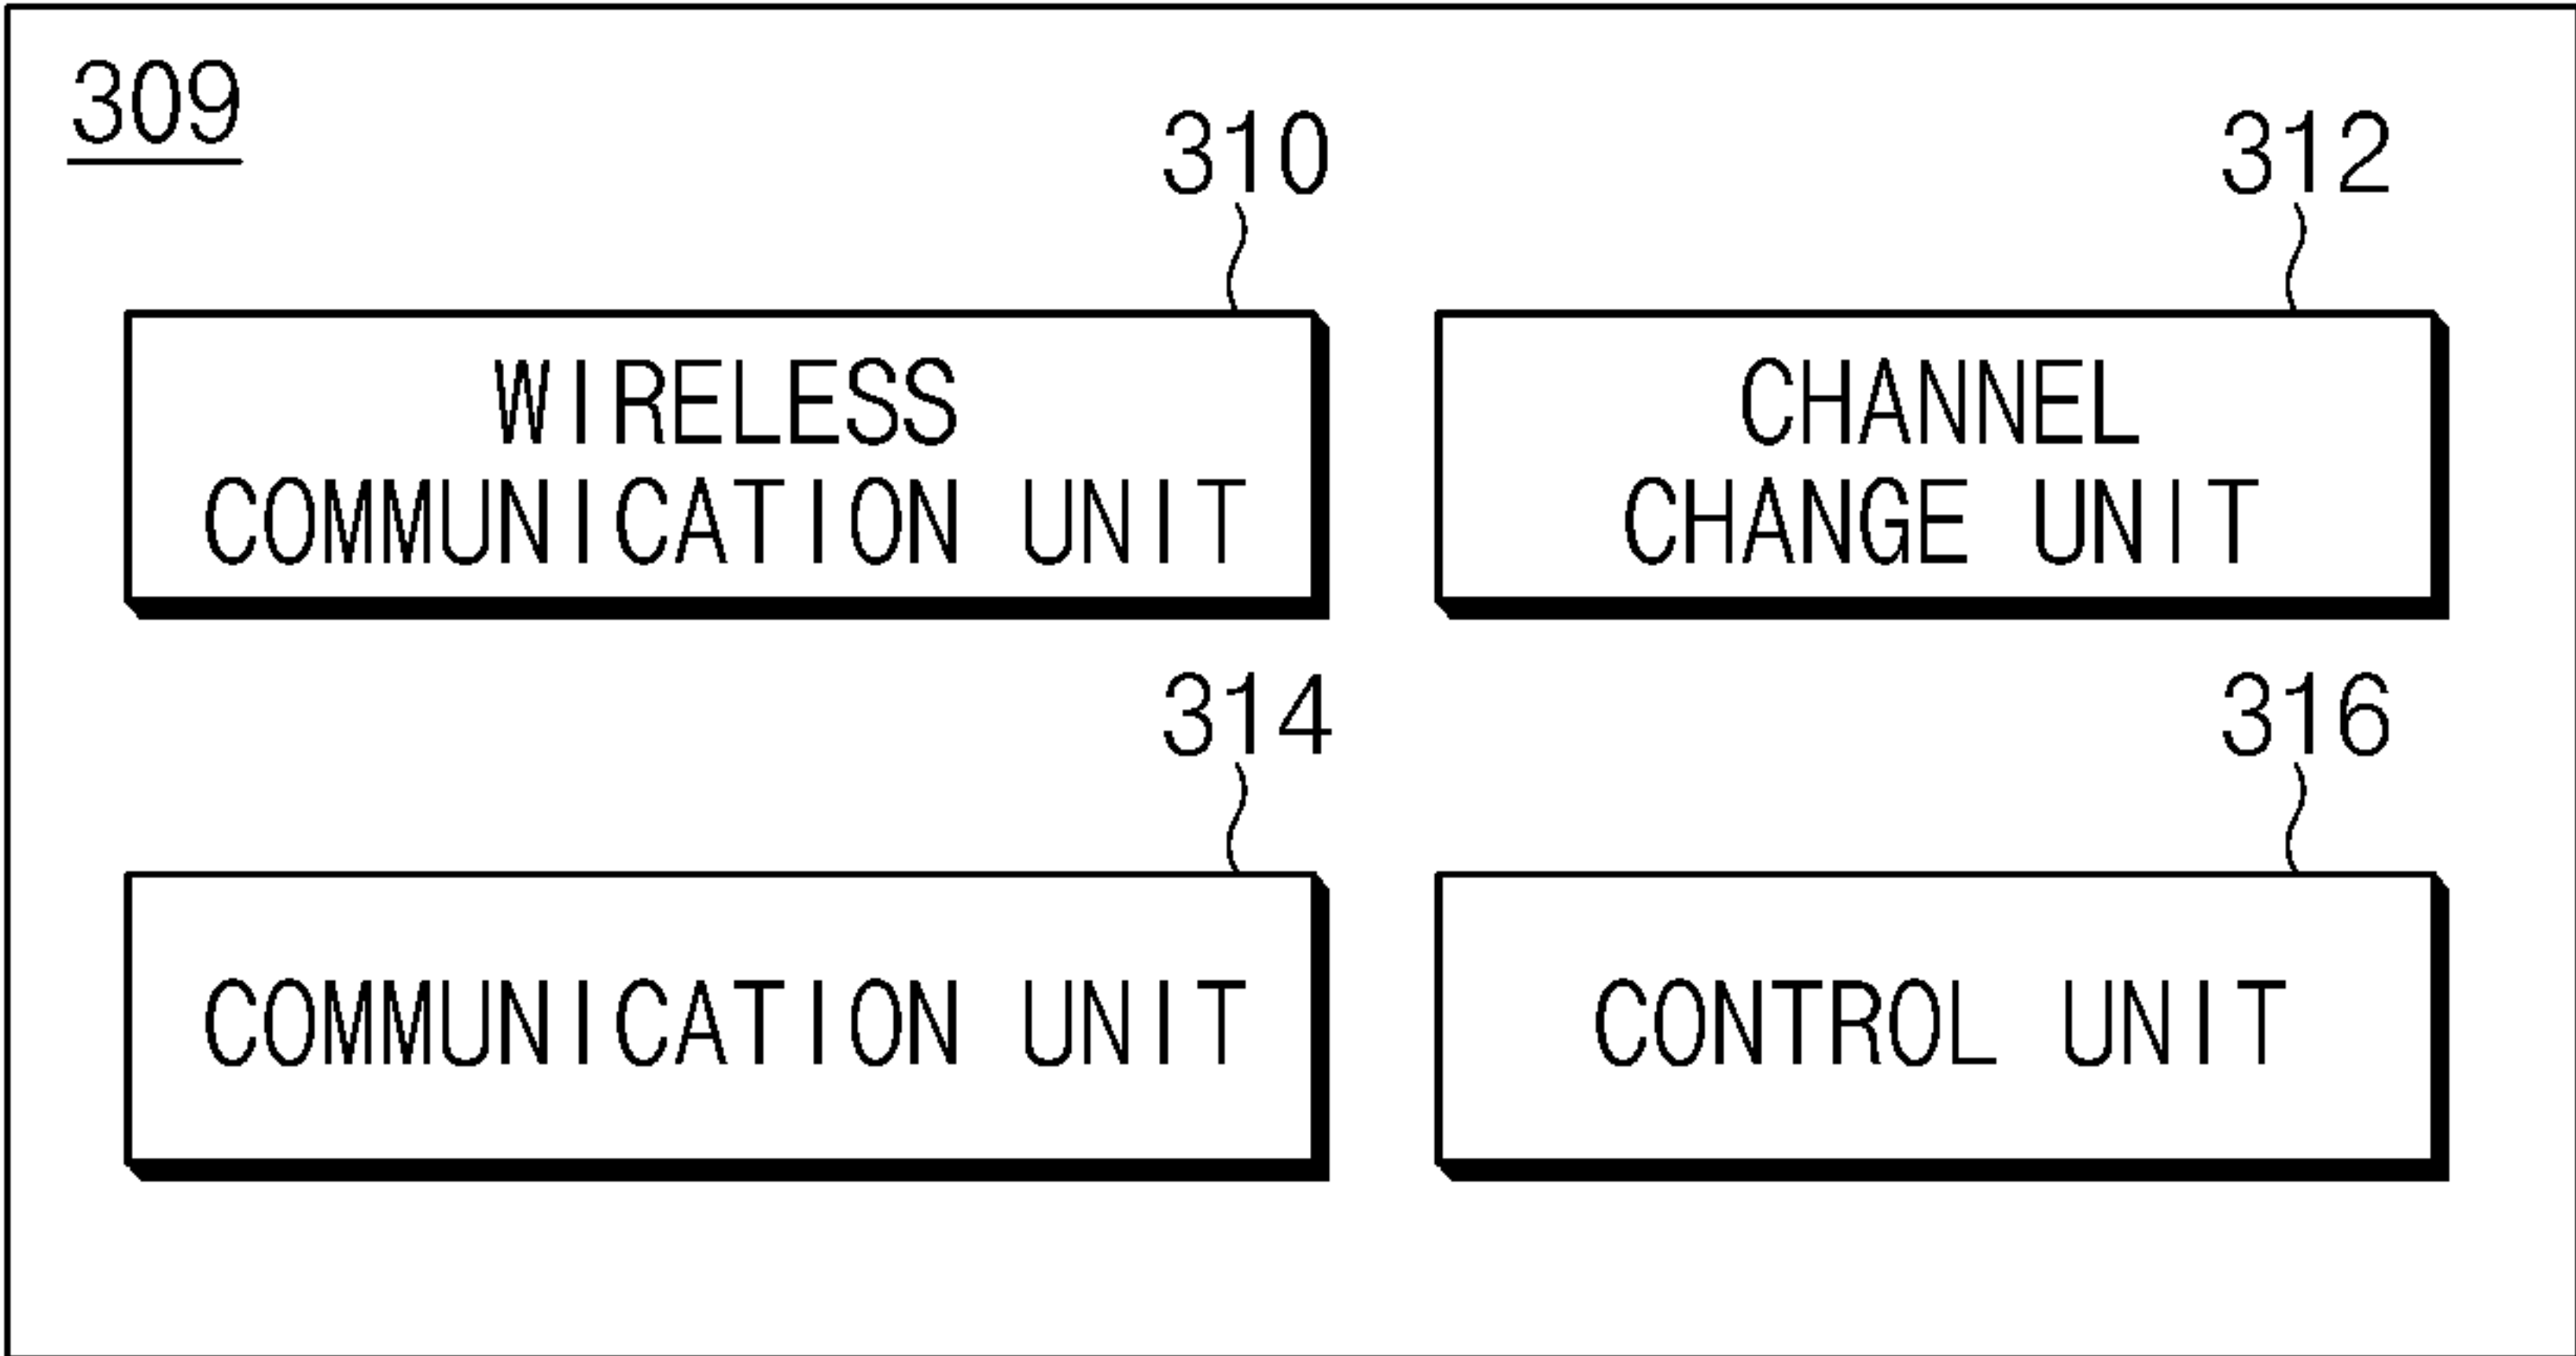 309
310
312
WIRELESS
COMMUNICATION UNIT
CHANNEL
CHANGE UNIT
314
316
COMMUNICATION UNIT
CONTROL UNIT